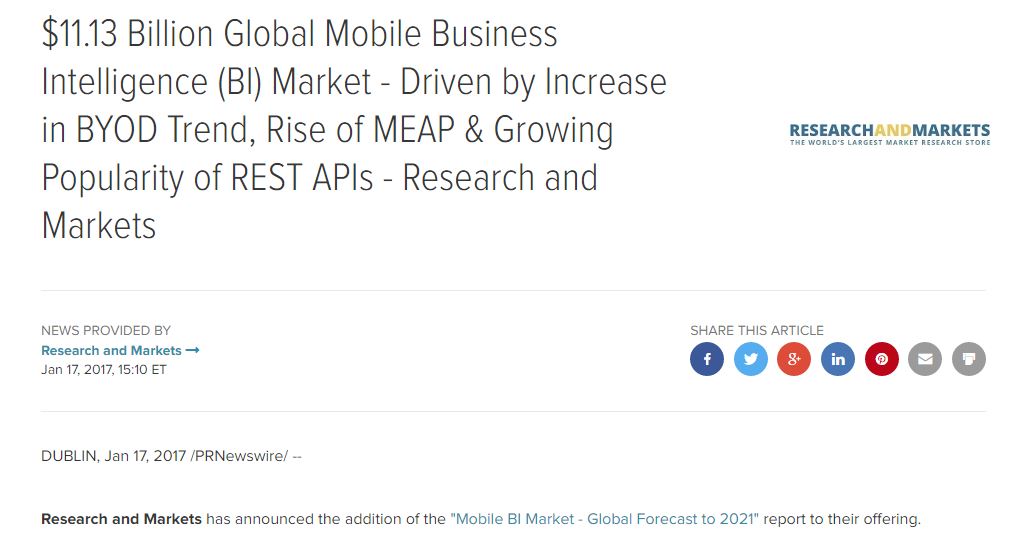 $11.13 Billion Global Mobile Business
Intelligence (BI) Market - Driven by Increase
in BYOD Trend, Rise of MEAP & Growing
Popularity of REST APIs - Research and
Markets
RESEARCHANDMARKETS
THE WORLD'S LARGEST MARKET RESEARCH STORE
NEWS PROVIDED BY
Research and Markets →
Jan 17, 2017, 15:10 ET
SHARE THIS ARTICLE
DUBLIN, Jan 17, 2017 /PRNewswire/ --
Research and Markets has announced the addition of the "Mobile BI Market - Global Forecast to 2021" report to their offering.